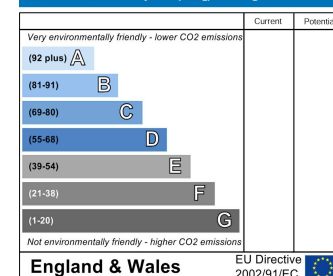 Current Potential
Very environmentally friendly - lower CO2 emissions
(92 plus) A
(81-91) B
(69-80) C
(55-68) D
(39-54) E
(21-38) F
(1-20) G
Not environmentally friendly - higher CO2 emissions
England & Wales
EU Directive
2002/91/EC